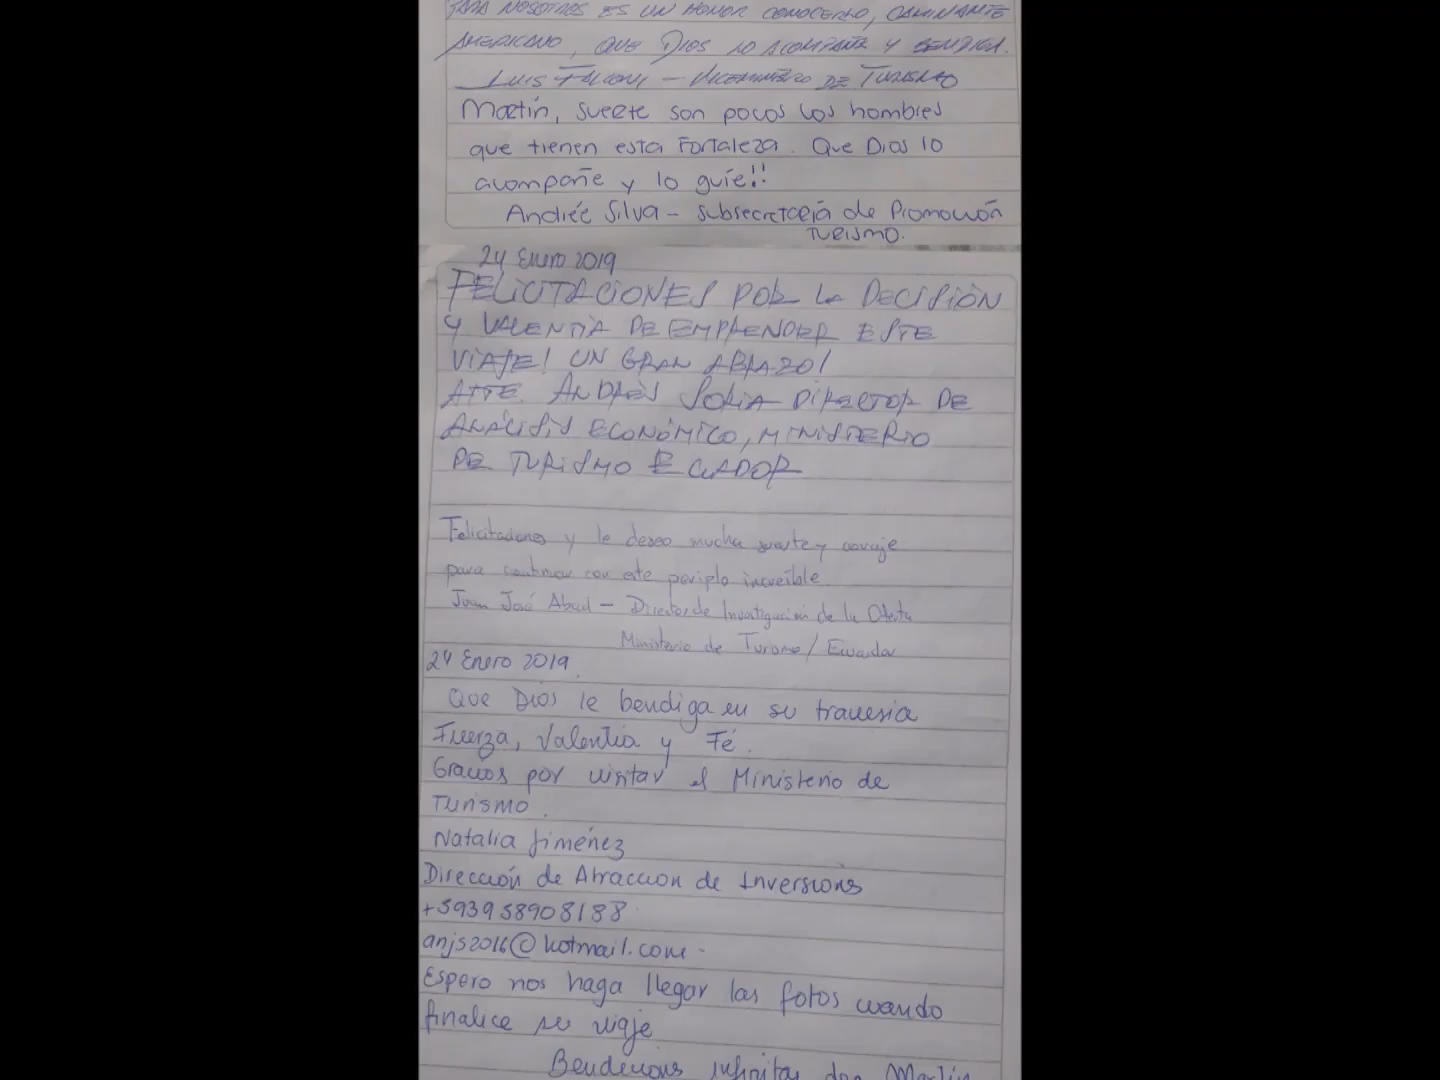 PARA NOSOTROS ES UN HONOR CONOCERLO, CAMINANTE
AMERICANO, QUE DIOS LO ACOMPAÑE Y BENDIGA.
LUIS FALCONI - VICEMINISTRO DE TURISMO
Martín, suerte son pocos los hombres
que tienen esta Fortaleza. Que Dios lo
acompañe y lo guíe!!
Andrée Silva - Subsecretaría de Promoción
Turismo.
24 Enero 2019
FELICITACIONES POR LA DECISIÓN
Y VALENTÍA DE EMPRENDER ESTE
VIAJE! UN GRAN ABRAZO!
ATTE. ANDRÉS SORIA DIRECTOR DE
ANÁLISIS ECONÓMICO, MINISTERIO
DE TURISMO ECUADOR
Felicitaciones y le deseo mucha suerte y coraje
para continuar con este periplo increíble
Juan José Abad - Director de Investigación de la Oferta
Ministerio de Turismo / Ecuador
24 Enero 2019.
Que Dios le bendiga en su travesía
Fuerza, Valentía y Fé.
Gracias por visitar el Ministerio de
Turismo.
Natalia Jiménez
Dirección de Atracción de Inversions
+593958908188
anjs2016@hotmail.com -
Espero nos haga llegar las fotos cuando
finalice su viaje
Bendiciones infinitas don Martín